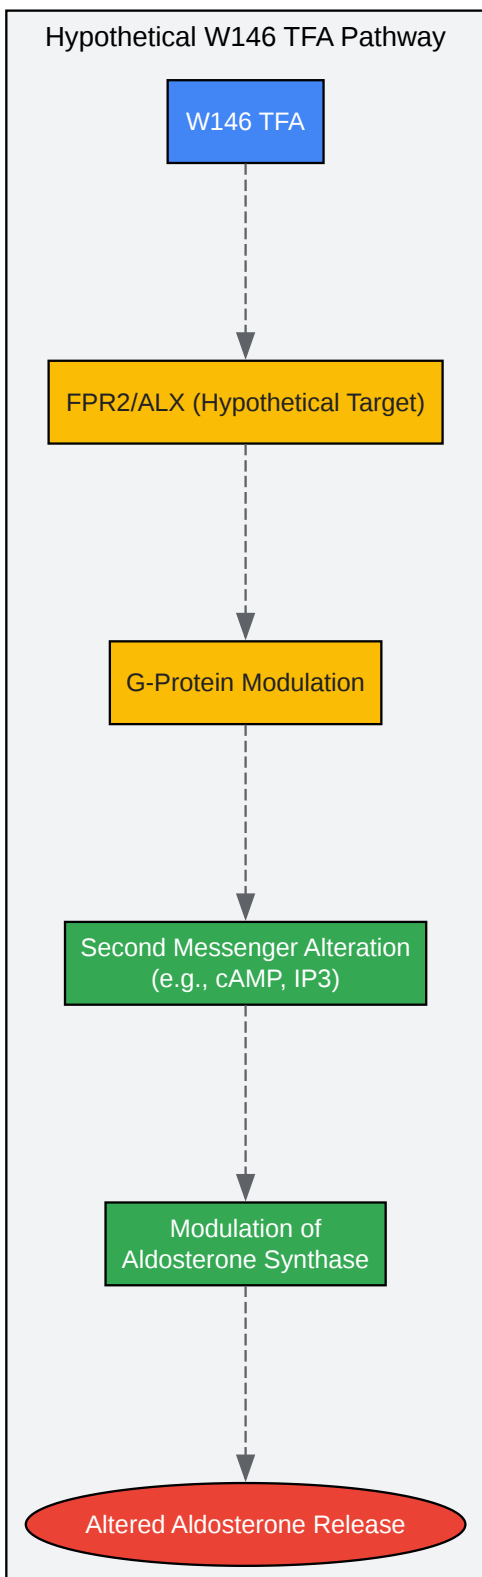 Hypothetical W146 TFA Pathway
W146 TFA
FPR2/ALX (Hypothetical Target)
G-Protein Modulation
Second Messenger Alteration
(e.g., cAMP, IP3)
Modulation of
Aldosterone Synthase
Altered Aldosterone Release